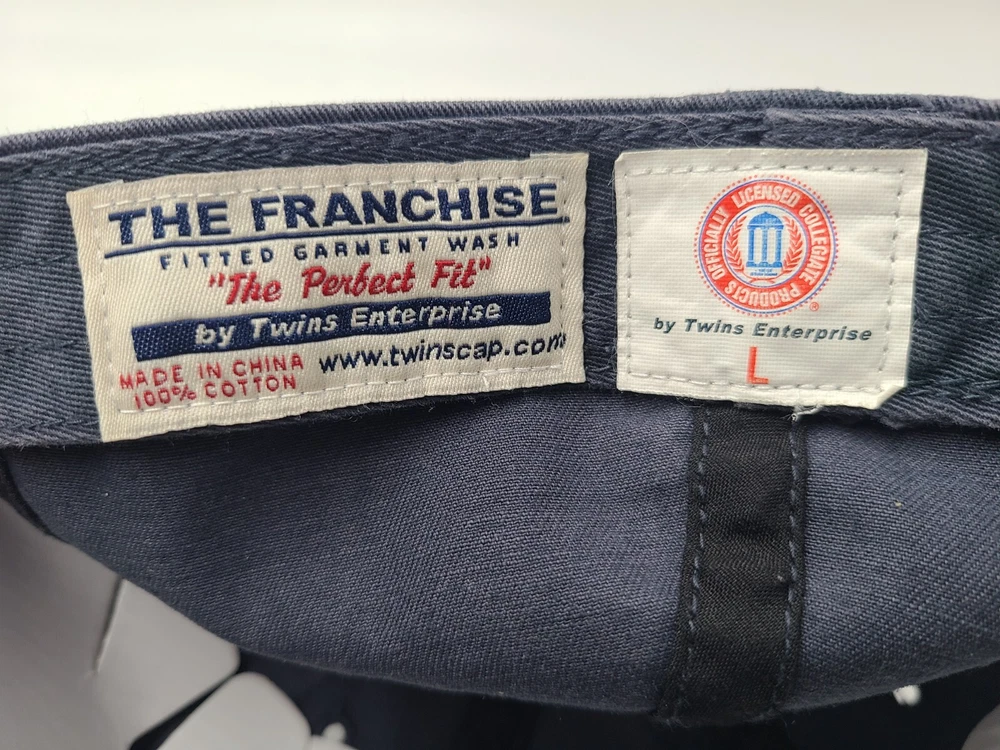 THE FRANCHISE
FITTED GARMENT WASH
"The Perfect Fit"
by Twins Enterprise
MADE IN CHINA
100% COTTON
www.twinscap.com
OFFICIALLY LICENSED COLLEGIATE PRODUCTS
®
by Twins Enterprise
L